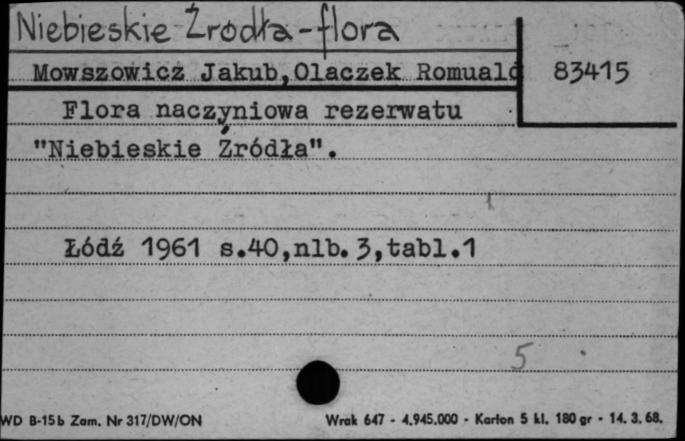 Niebieskie Źrodła - flora
Mowszowicz Jakub, Olaczek Romuald 83415
Flora naczyniowa rezerwatu
"Niebieskie Źródła".
Łódź 1961 s.40,nlb.3,tabl.1
5
WD B-15b Zam. Nr 317/DW/ON Wrak 647 - 4.945.000 - Karton 5 kl. 180 gr - 14. 3. 68.